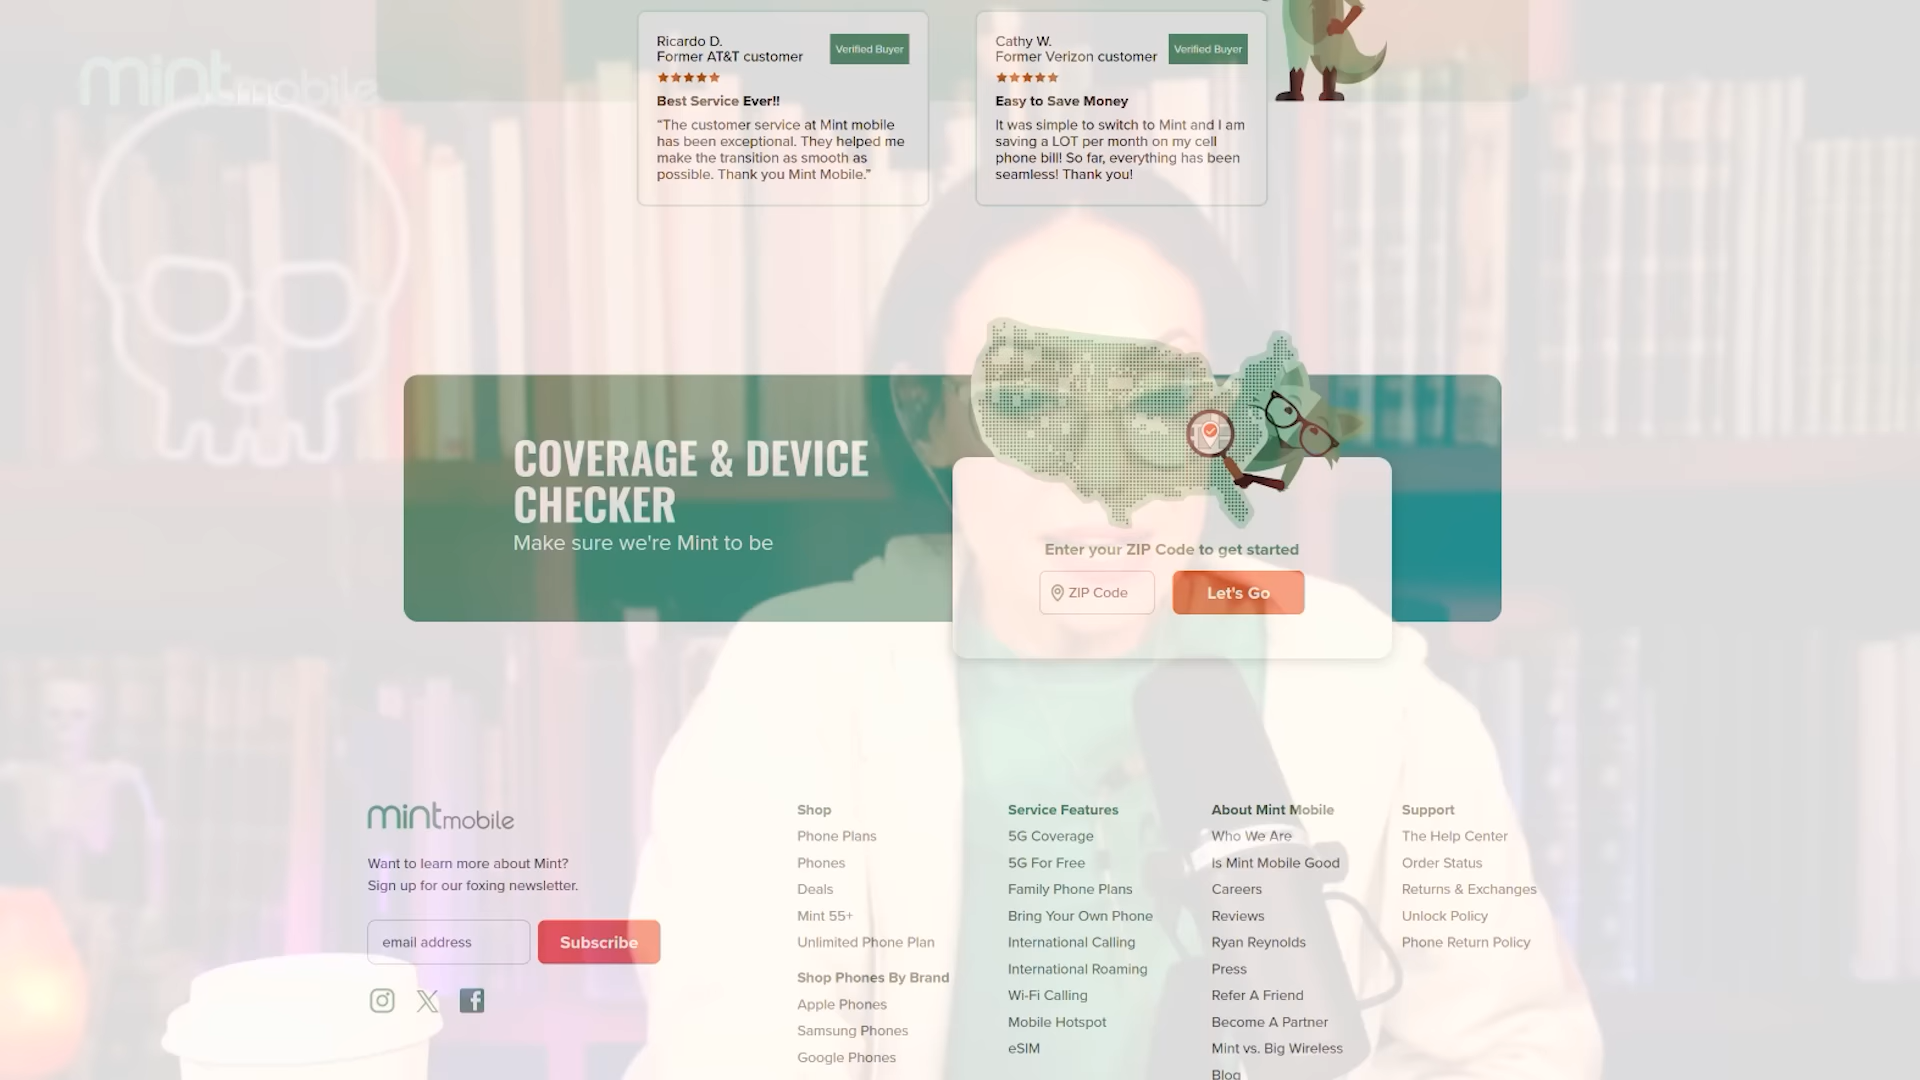 mintmobile
Ricardo D.
Former AT&T customer
Verified Buyer
Best Service Ever!!
"The customer service at Mint mobile
has been exceptional. They helped me
make the transition as smooth as
possible. Thank you Mint Mobile."
Cathy W.
Former Verizon customer
Verified Buyer
Easy to Save Money
It was simple to switch to Mint and I am
saving a LOT per month on my cell
phone bill! So far, everything has been
seamless! Thank you!
COVERAGE & DEVICE
CHECKER
Make sure we're Mint to be
Enter your ZIP Code to get started
ZIP Code
Let's Go
mintmobile
Want to learn more about Mint?
Sign up for our foxing newsletter.
email address
Subscribe
Shop
Phone Plans
Phones
Deals
Mint 55+
Unlimited Phone Plan
Shop Phones By Brand
Apple Phones
Samsung Phones
Google Phones
Service Features
5G Coverage
5G For Free
Family Phone Plans
Bring Your Own Phone
International Calling
International Roaming
Wi-Fi Calling
Mobile Hotspot
eSIM
About Mint Mobile
Who We Are
Is Mint Mobile Good
Careers
Reviews
Ryan Reynolds
Press
Refer A Friend
Become A Partner
Mint vs. Big Wireless
Blog
Support
The Help Center
Order Status
Returns & Exchanges
Unlock Policy
Phone Return Policy